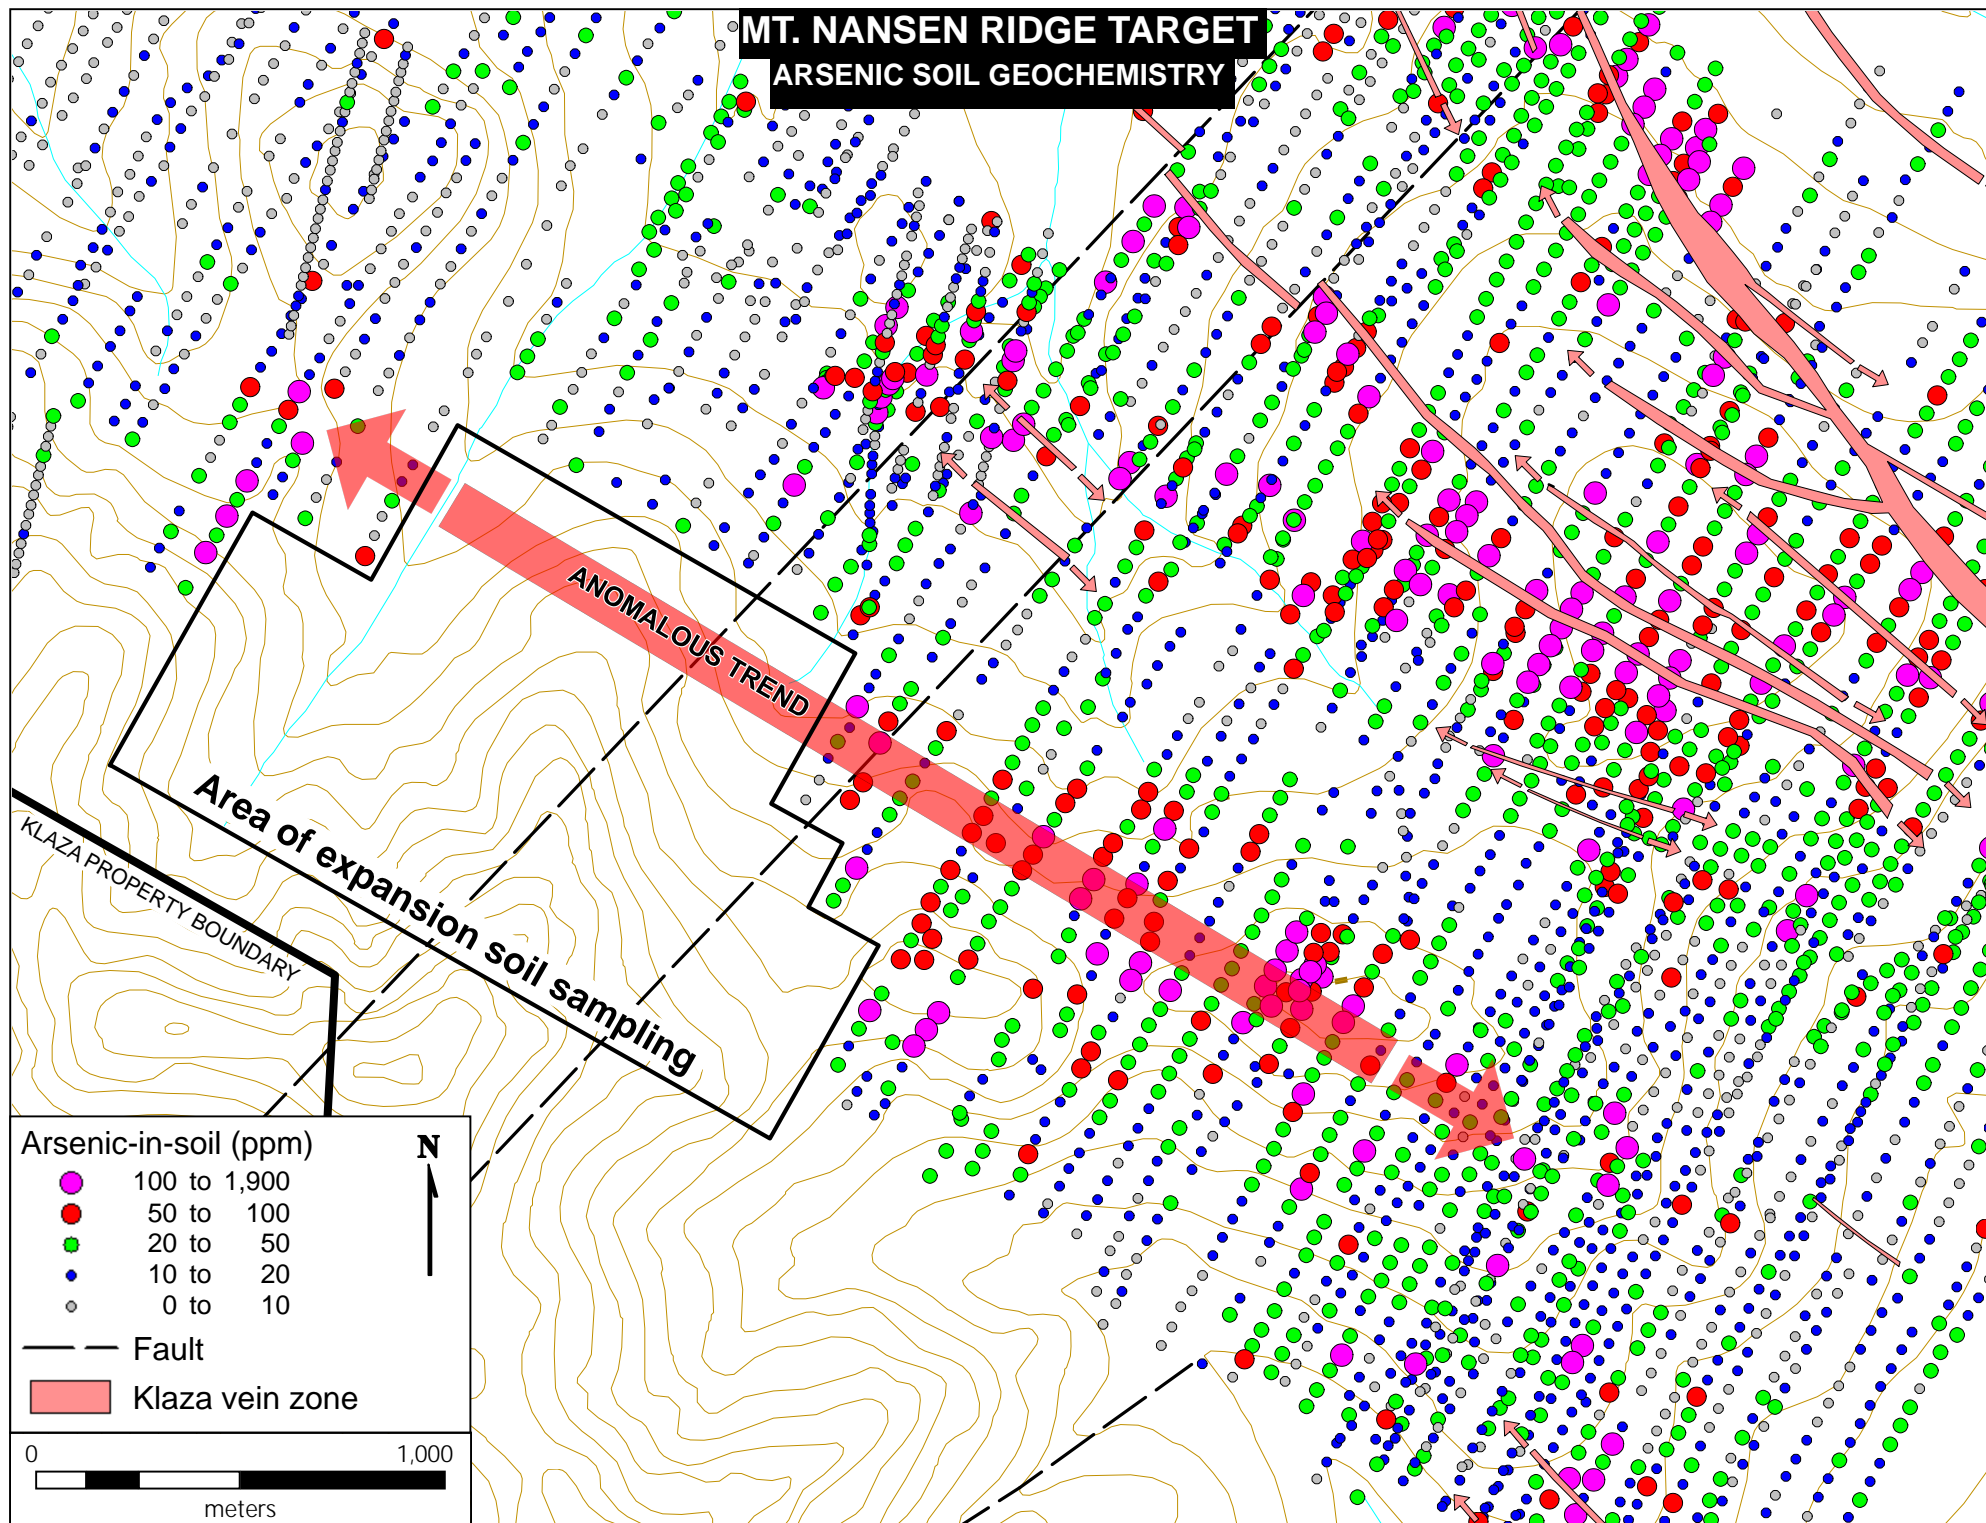 MT. NANSEN RIDGE TARGET
ARSENIC SOIL GEOCHEMISTRY
ANOMALOUS TREND
Area of expansion soil sampling
KLAZA PROPERTY BOUNDARY
Arsenic-in-soil (ppm)
N
100 to 1,900
50 to 100
20 to 50
10 to 20
0 to 10
Fault
Klaza vein zone
0 1,000
meters